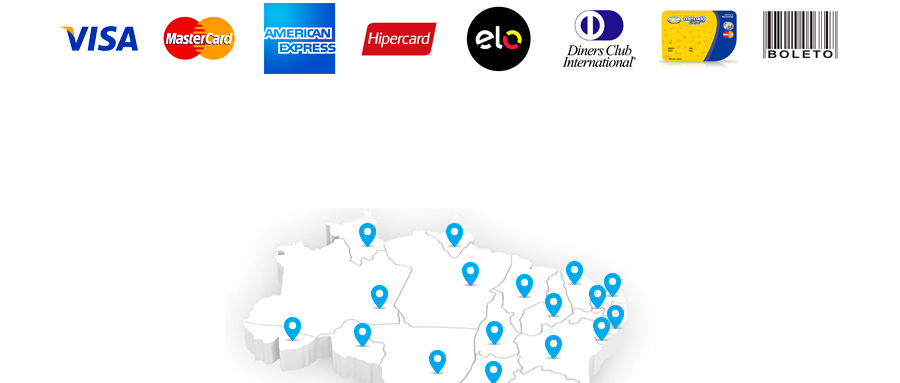 VISA
MasterCard
AMERICAN
EXPRESS
Hipercard
elo
Diners Club
International®
BOLETO